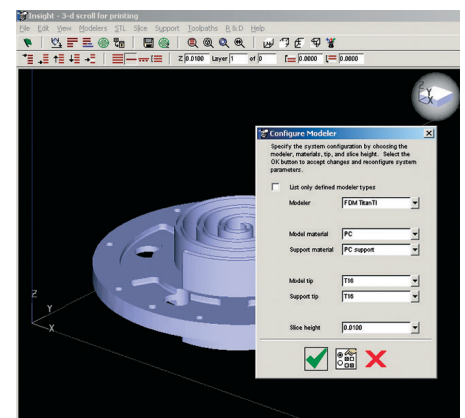 Insight - 3-d scroll for printing
File Edit View Modelers STL Slice Support Toolpaths R&D Help
Z 0.0100 Layer 1 of 0 0.0000 0.0000
Z
Y
X
Configure Modeler
Specify the system configuration by choosing the
modeler, materials, tip, and slice height. Select the
OK button to accept changes and reconfigure system
parameters.
List only defined modeler types
Modeler FDM TitanTI
Model material PC
Support material PC support
Model tip T16
Support tip T16
Slice height 0.0100
Z
Y
X